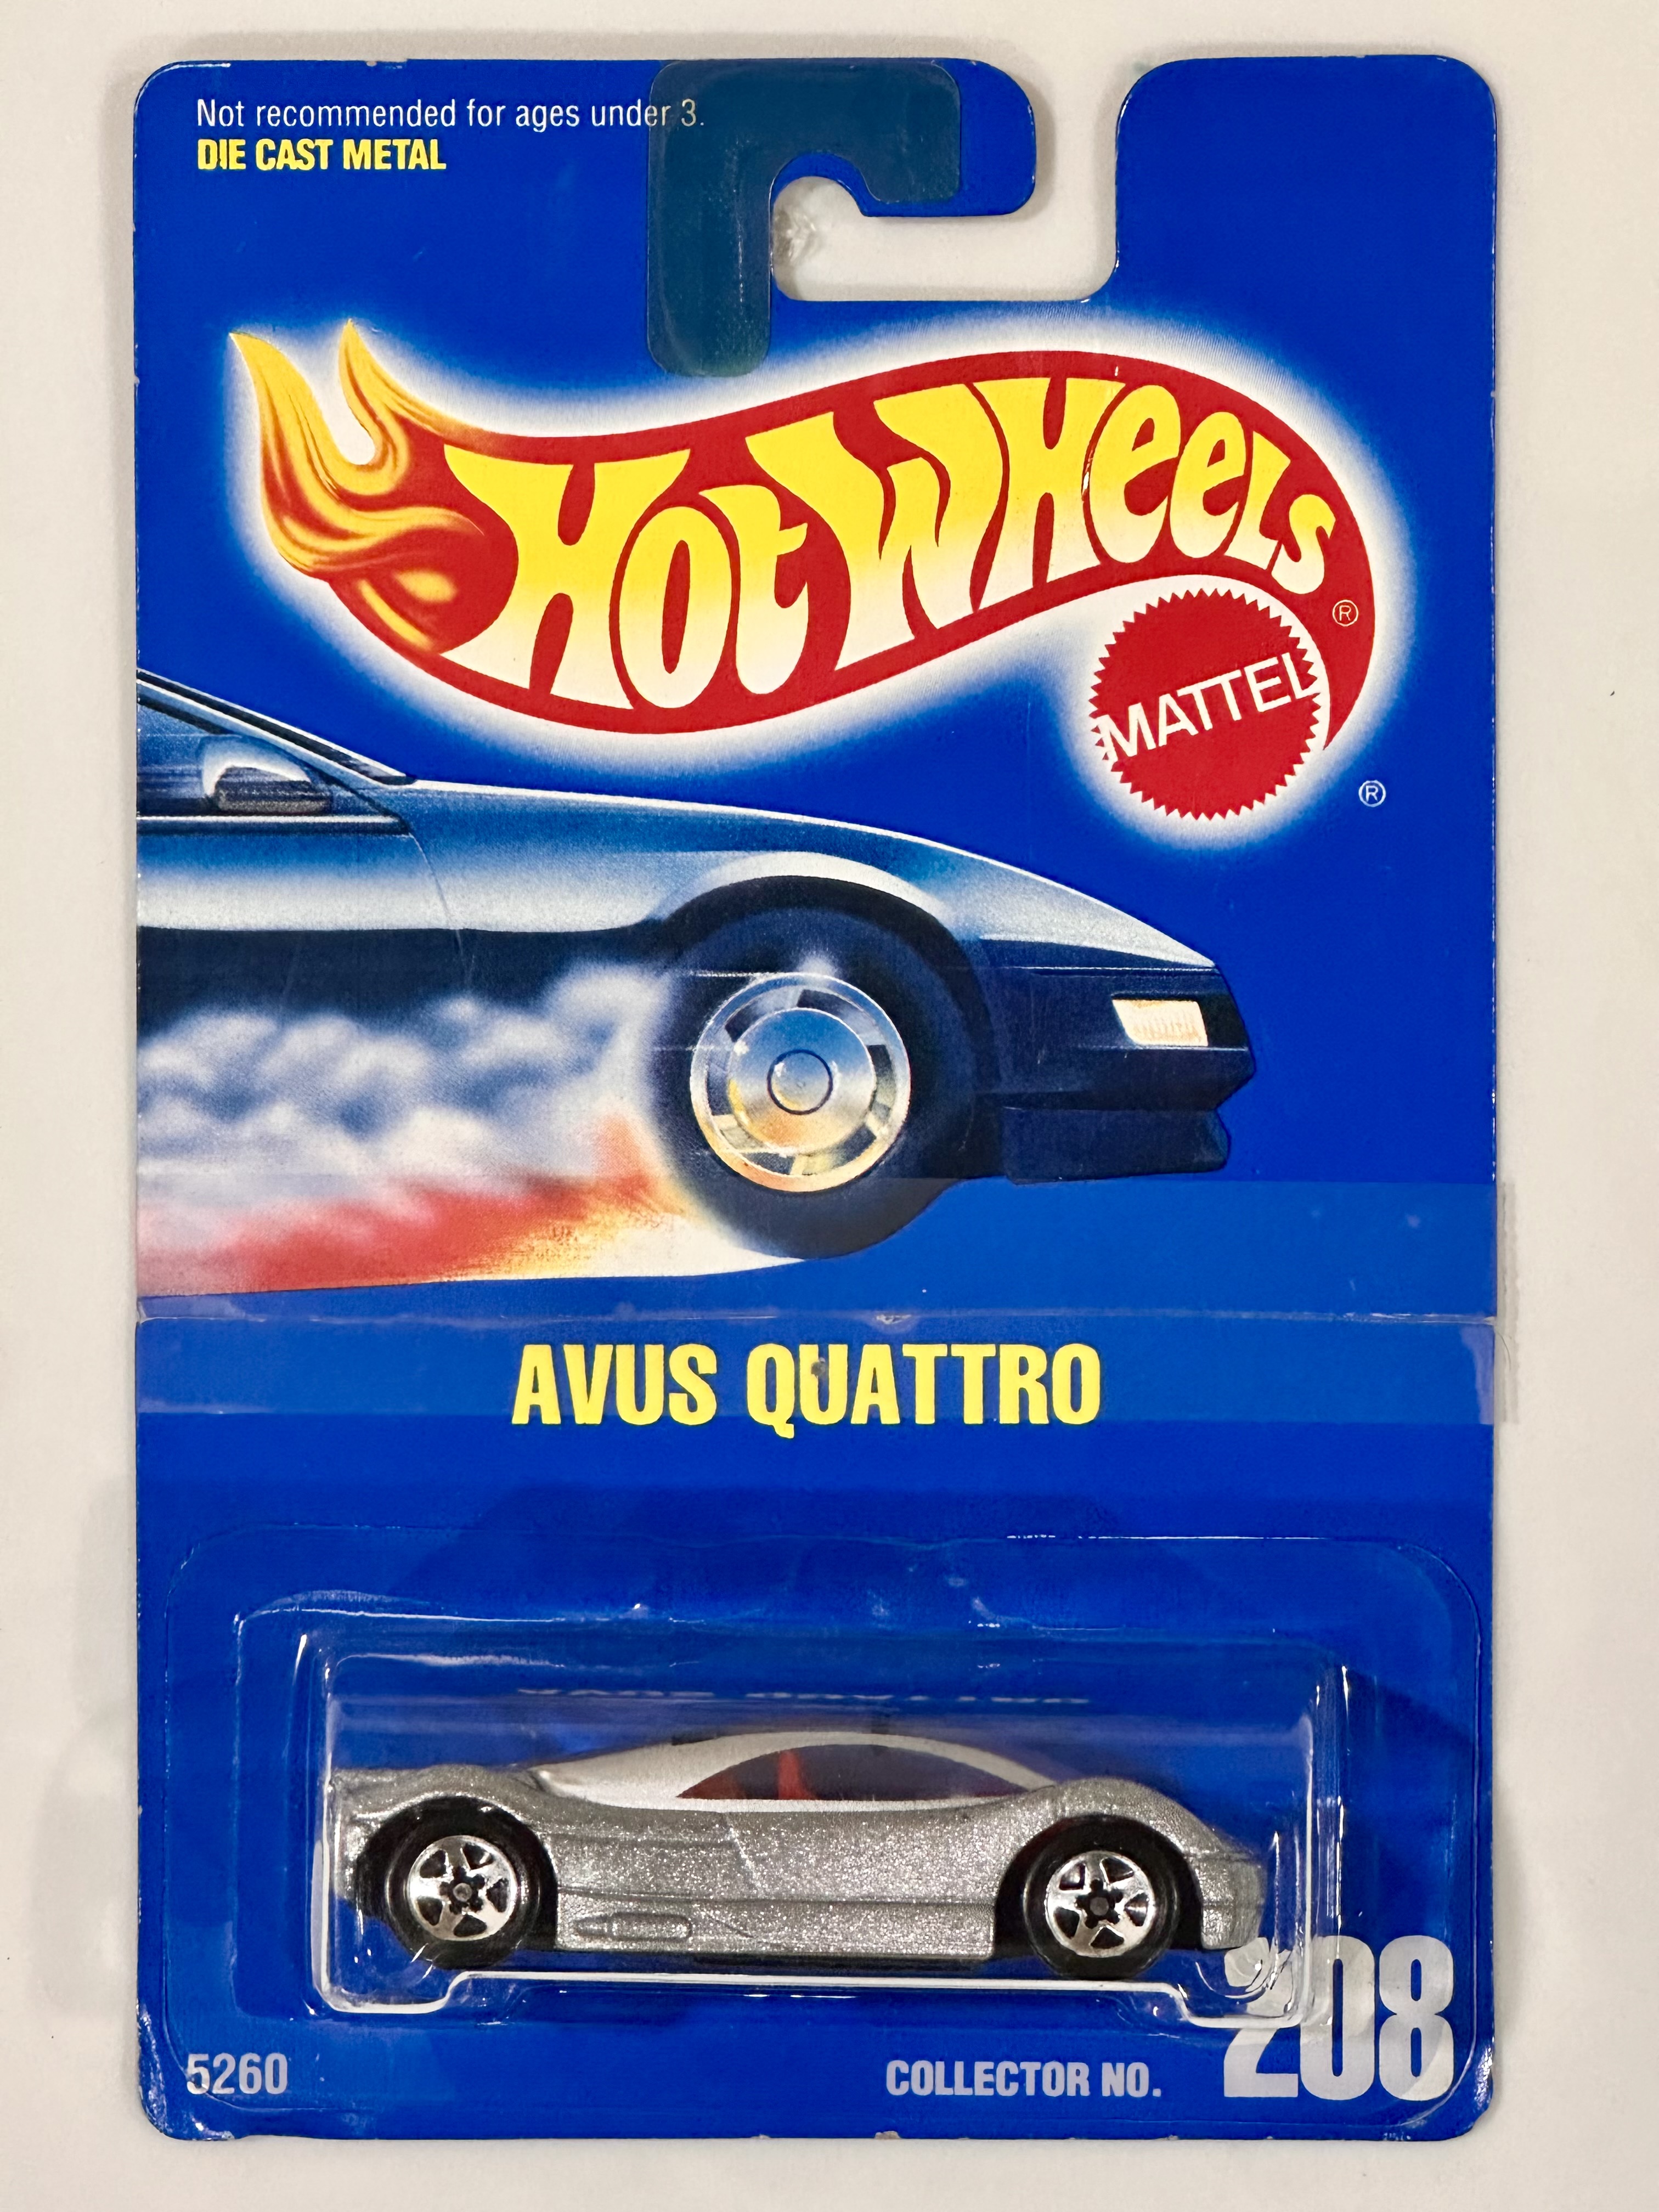 Not recommended for ages under 3.
DIE CAST METAL
HOT WHEELS ®
MATTEL ®
AVUS QUATTRO
5260
COLLECTOR NO. 208